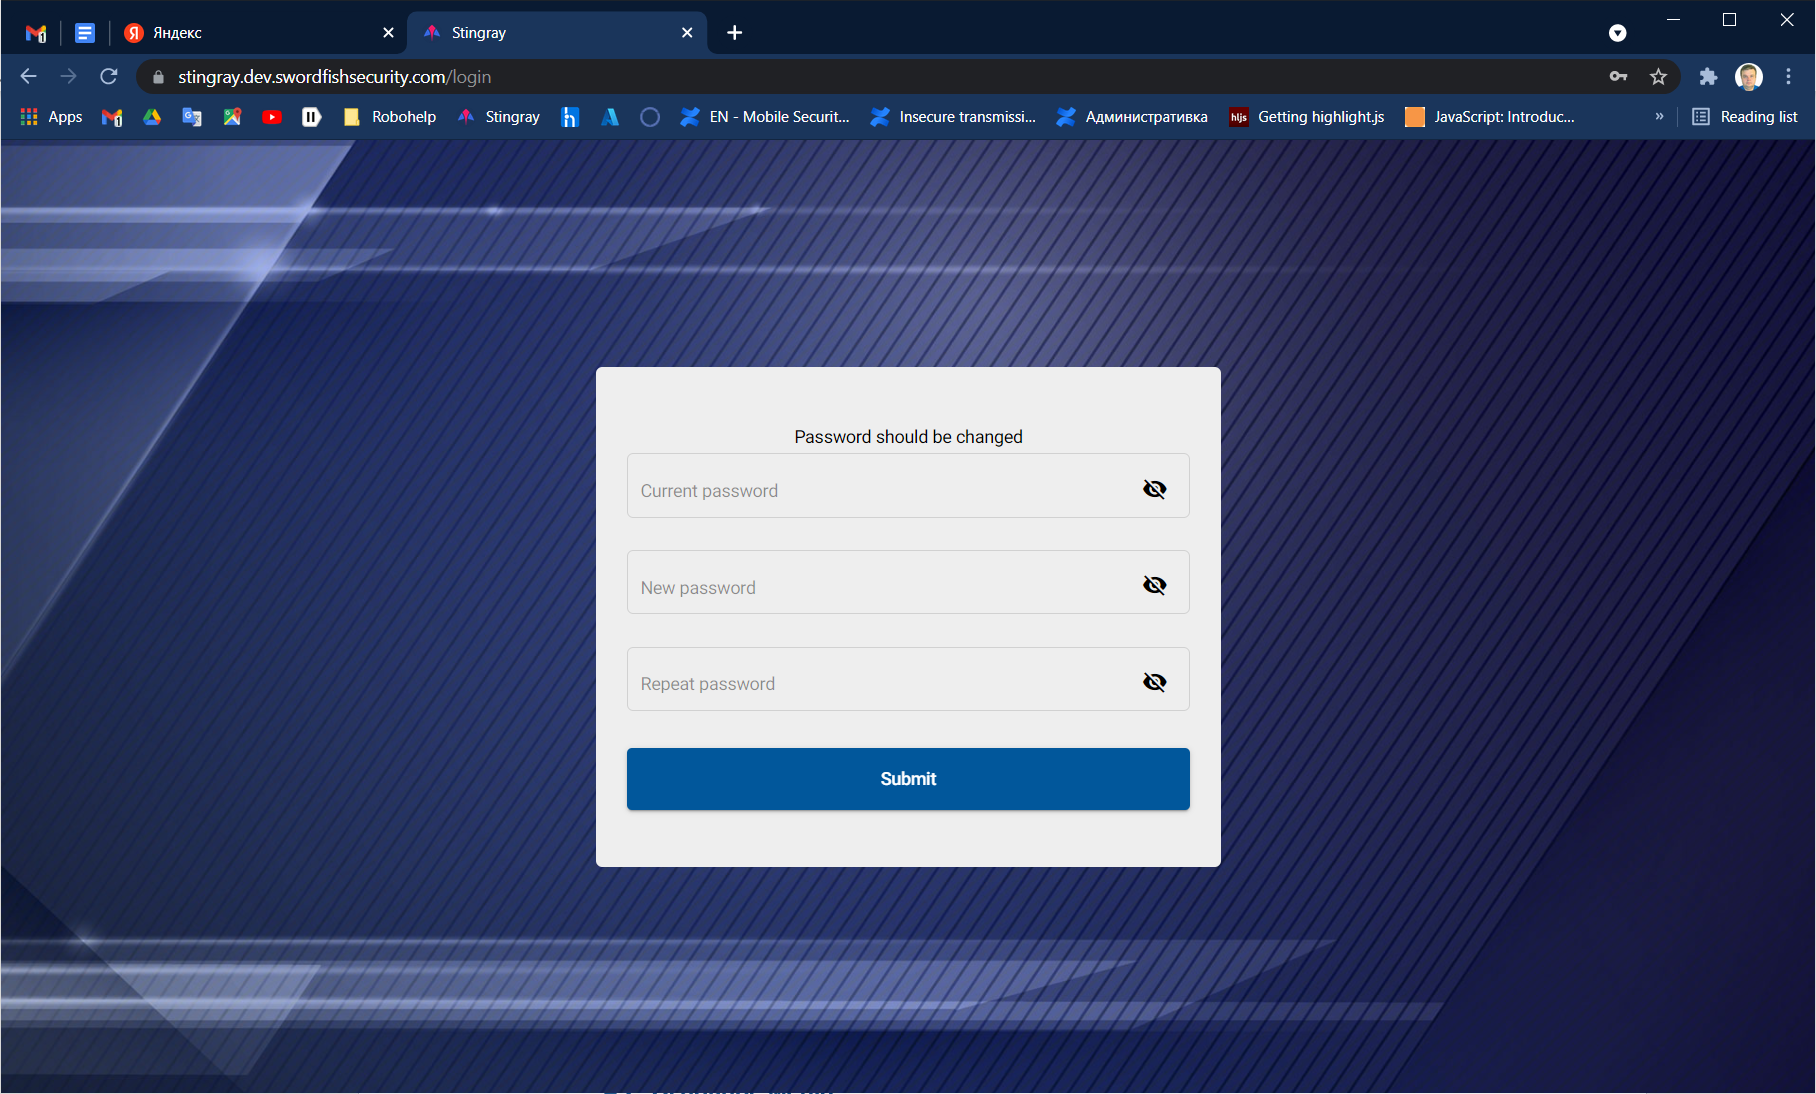 Яндекс
Stingray
stingray.dev.swordfishsecurity.com/login
Apps
Robohelp
Stingray
EN - Mobile Securit...
Insecure transmissi...
Административка
hljs
Getting highlight.js
JavaScript: Introduc...
»
Reading list
Password should be changed
Current password
New password
Repeat password
Submit